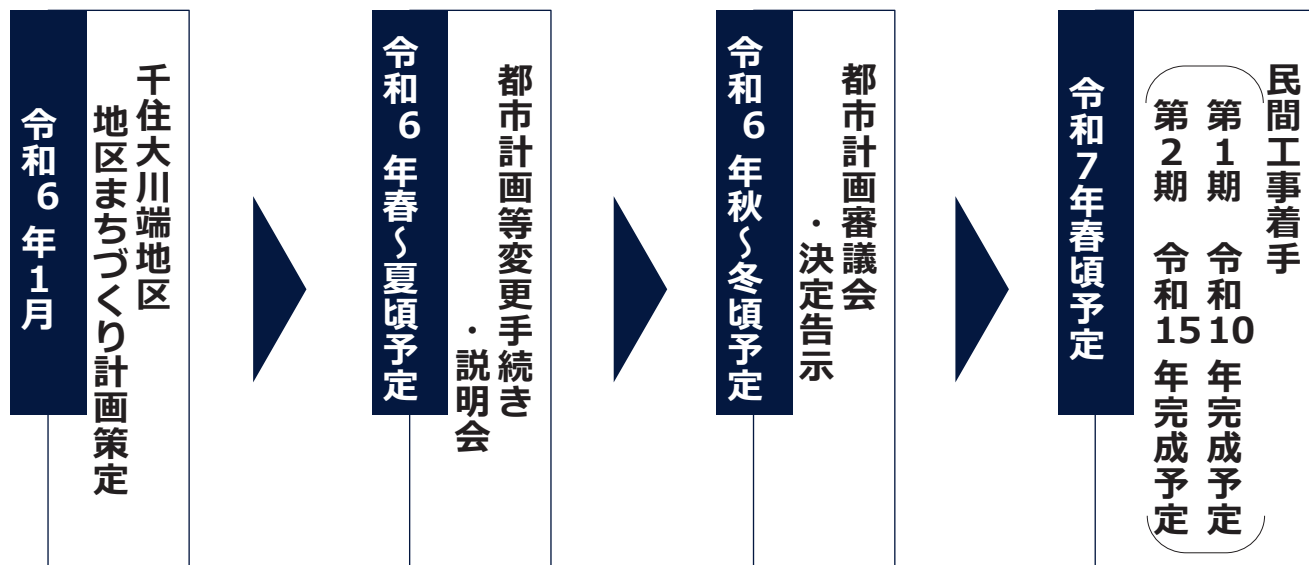 令和6年1月
千住大川端地区
地区まちづくり計画策定
令和6年春～夏頃予定
都市計画等変更手続き
・説明会
令和6年秋～冬頃予定
都市計画審議会
・決定告示
令和7年春頃予定
民間工事着手
第1期　令和10年完成予定
第2期　令和15年完成予定